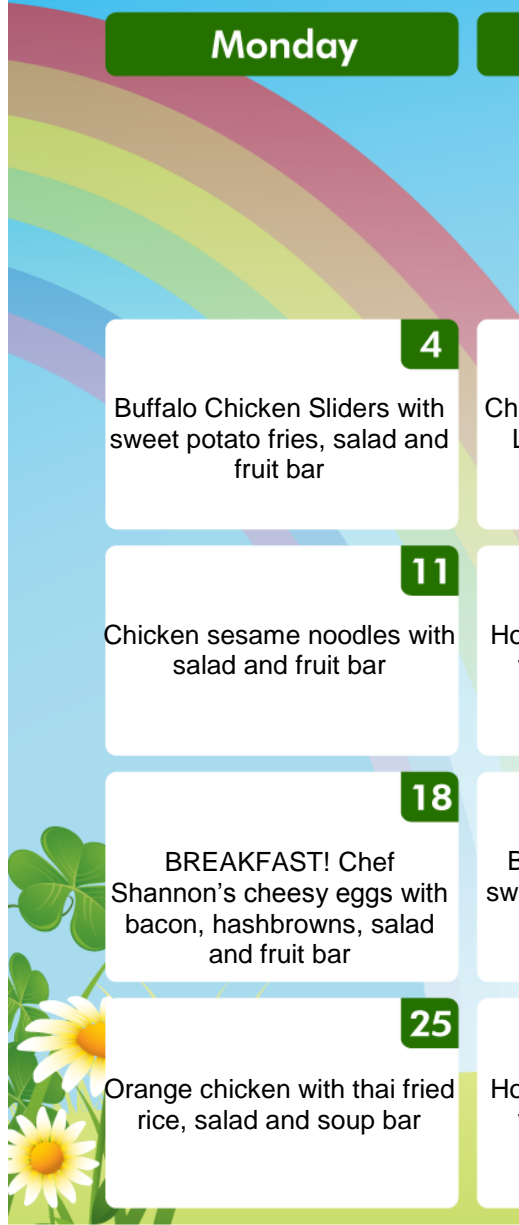 Monday
4
Buffalo Chicken Sliders with
sweet potato fries, salad and
fruit bar
11
Chicken sesame noodles with
salad and fruit bar
18
BREAKFAST! Chef
Shannon’s cheesy eggs with
bacon, hashbrowns, salad
and fruit bar
25
Orange chicken with thai fried
rice, salad and soup bar